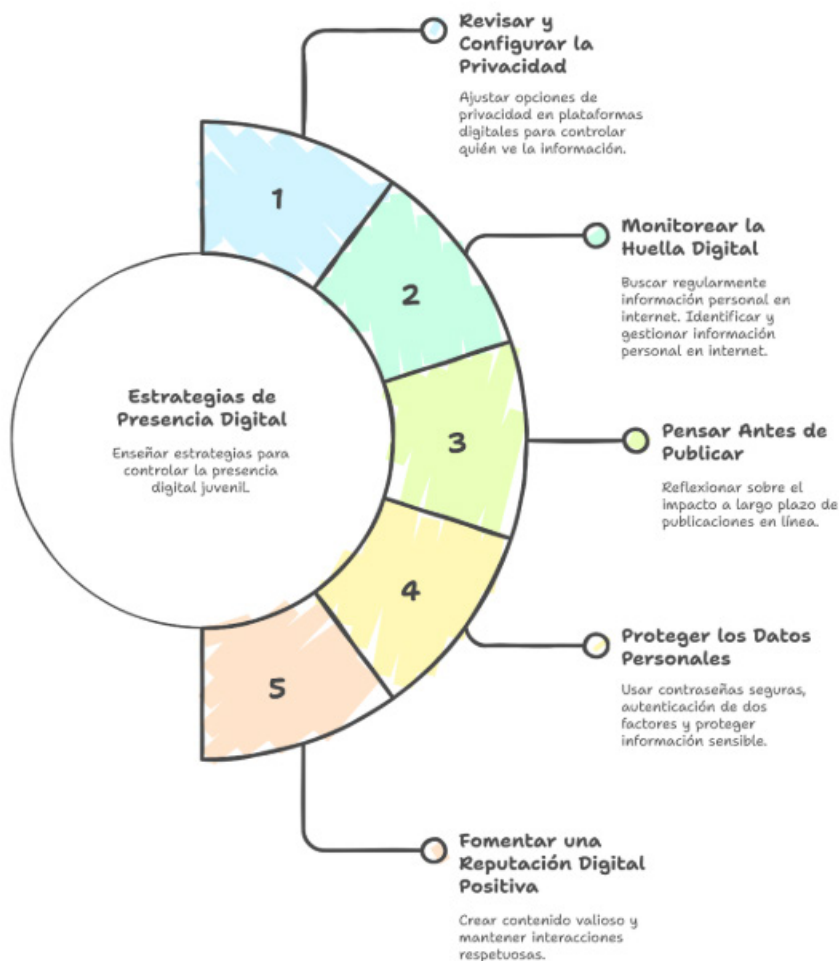 Revisar y
Configurar la
Privacidad
Ajustar opciones de
privacidad en plataformas
digitales para controlar
quién ve la información.
1
Monitorear la
Huella Digital
Buscar regularmente
información personal en
internet. Identificar y
gestionar información
personal en internet.
2
Estrategias de
Presencia Digital
Enseñar estrategias para
controlar la presencia
digital juvenil.
3
Pensar Antes de
Publicar
Reflexionar sobre el
impacto a largo plazo de
publicaciones en línea.
4
Proteger los Datos
Personales
Usar contraseñas seguras,
autenticación de dos
factores y proteger
información sensible.
5
Fomentar una
Reputación Digital
Positiva
Crear contenido valioso y
mantener interacciones
respetuosas.